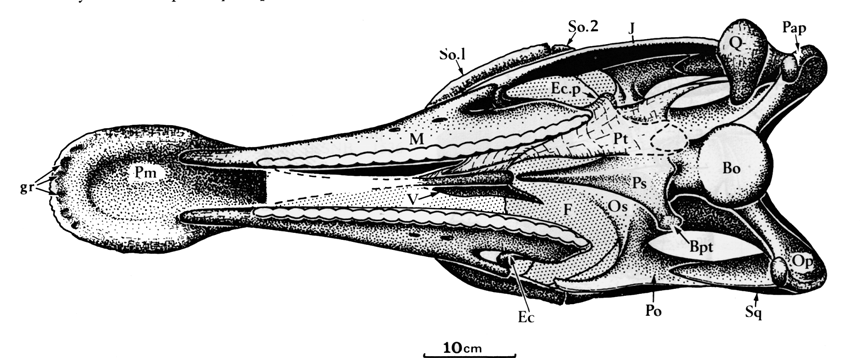 So.2
J
Pap
So.1
Q
Ec.p
M
Pt
Pm
gr
Bo
Ps
V
F
Os
Bpt
Op
Ec
Po
Sq
10cm